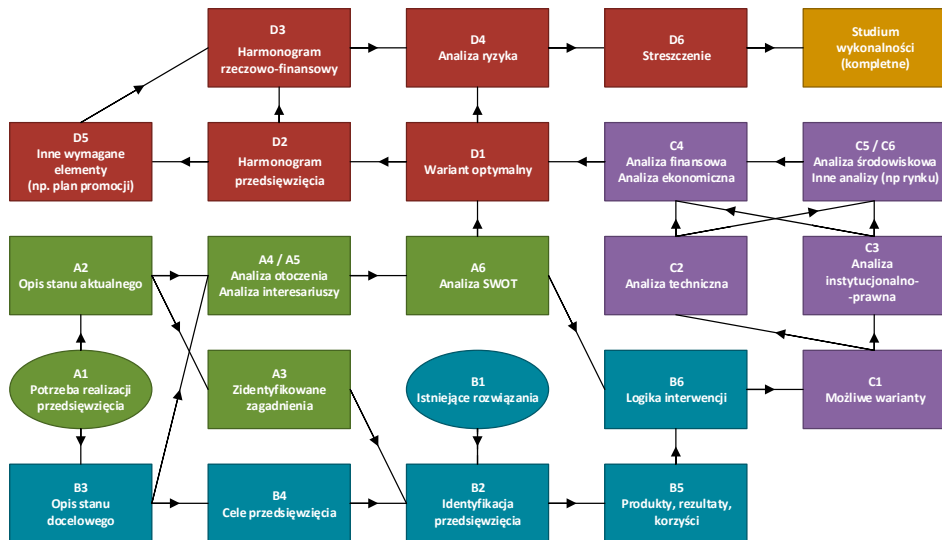 D3
Harmonogram
rzeczowo-finansowy
D4
Analiza ryzyka
D6
Streszczenie
Studium
wykonalności
(kompletne)
D5
Inne wymagane
elementy
(np. plan promocji)
D2
Harmonogram
przedsięwzięcia
D1
Wariant optymalny
C4
Analiza finansowa
Analiza ekonomiczna
C5 / C6
Analiza środowiskowa
Inne analizy (np rynku)
A2
Opis stanu aktualnego
A4 / A5
Analiza otoczenia
Analiza interesariuszy
A6
Analiza SWOT
C2
Analiza techniczna
C3
Analiza
instytucjonalno-
-prawna
A1
Potrzeba realizacji
przedsięwzięcia
A3
Zidentyfikowane
zagadnienia
B1
Istniejące rozwiązania
B6
Logika interwencji
C1
Możliwe warianty
B3
Opis stanu
docelowego
B4
Cele przedsięwzięcia
B2
Identyfikacja
przedsięwzięcia
B5
Produkty, rezultaty,
korzyści